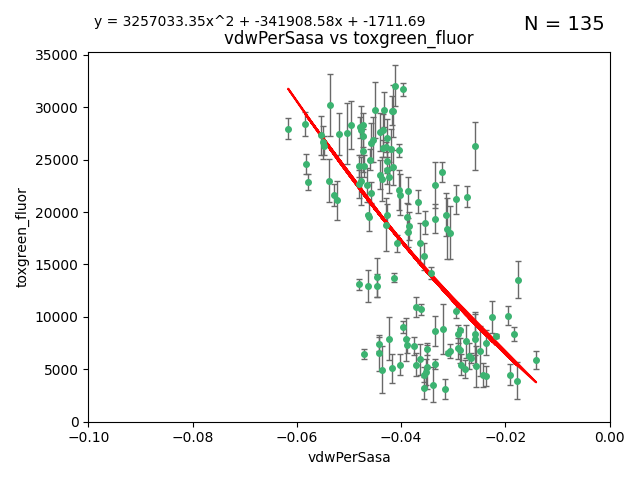 y = 3257033.35x^2 + -341908.58x + -1711.69
N = 135
vdwPerSasa vs toxgreen_fluor
35000
30000
25000
20000
15000
10000
5000
0
toxgreen_fluor
−0.10 −0.08 −0.06 −0.04 −0.02 0.00
vdwPerSasa